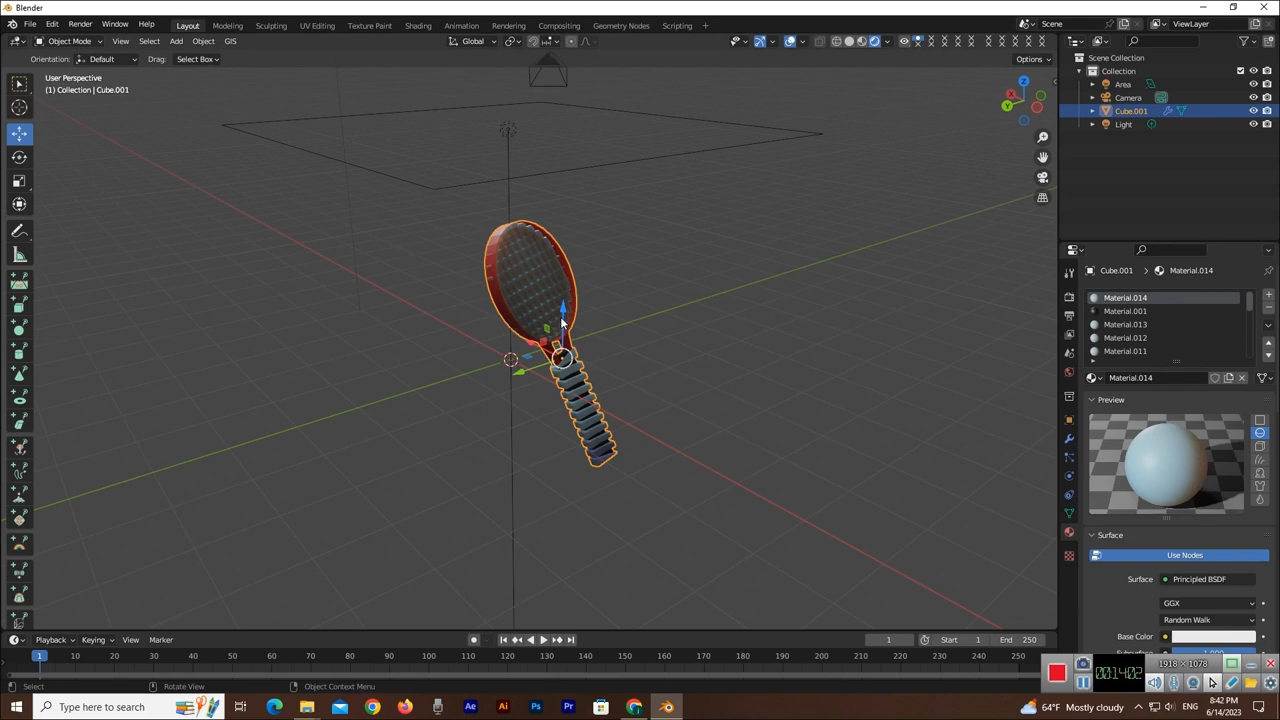 Blender
File Edit Render Window Help Layout Modeling Sculpting UV Editing Texture Paint Shading Animation Rendering Compositing Geometry Nodes Scripting + Scene ViewLayer
Object Mode View Select Add Object GIS Global
Orientation: Default Drag: Select Box Options
User Perspective
(1) Collection | Cube.001
Z
Y
Scene Collection
Collection
Area
Camera
Cube.001
Light
Cube.001 Material.014
Material.014
Material.001
Material.013
Material.012
Material.011
Material.014
Preview
Surface
Use Nodes
Surface Principled BSDF
GGX
Random Walk
Base Color
1918 × 1078
00:14:02
Playback Keying View Marker 1 Start 1 End 250
1 10 20 30 40 50 60 70 80 90 100 110 120 130 140 150 160 170 180 190 200 210 220 230 240 250
Select Rotate View Object Context Menu
Type here to search Ae Ai Ps Pr 64°F Mostly cloudy 8:42 PM
6/14/2023